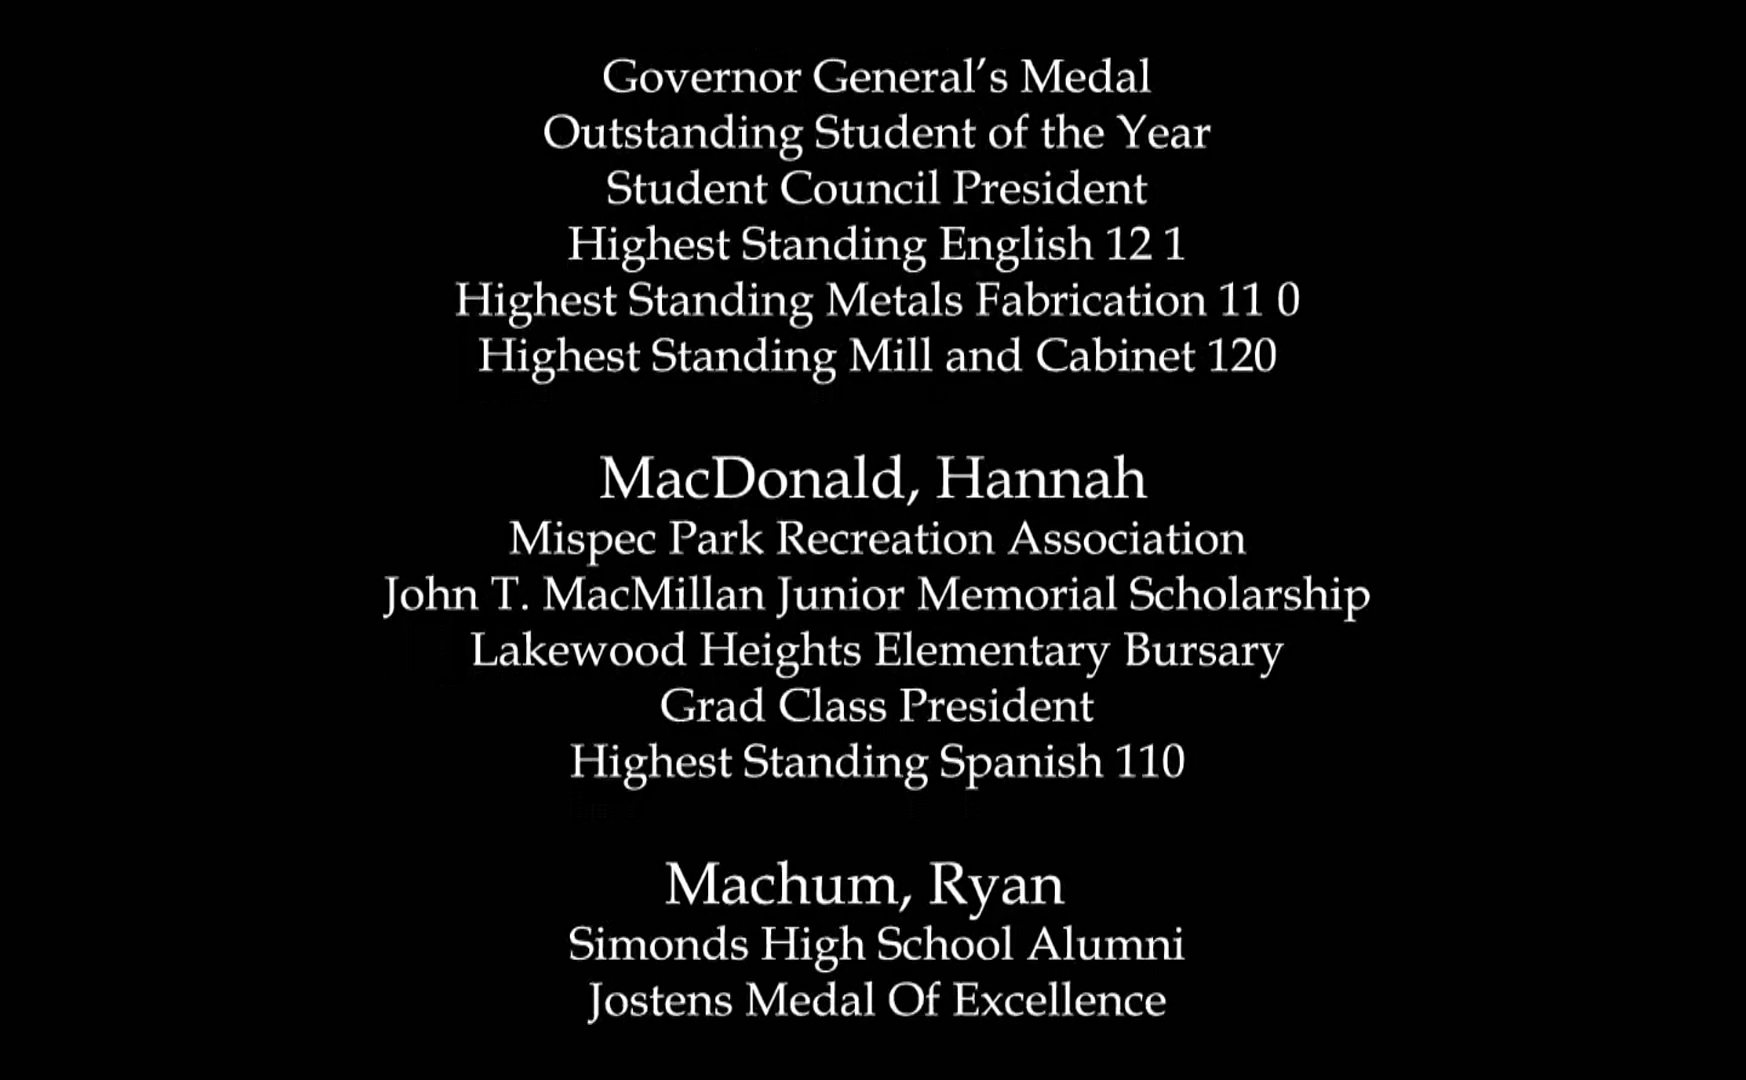 Governor General's Medal
Outstanding Student of the Year
Student Council President
Highest Standing English 12 1
Highest Standing Metals Fabrication 11 0
Highest Standing Mill and Cabinet 120
MacDonald, Hannah
Mispec Park Recreation Association
John T. MacMillan Junior Memorial Scholarship
Lakewood Heights Elementary Bursary
Grad Class President
Highest Standing Spanish 110
Machum, Ryan
Simonds High School Alumni
Jostens Medal Of Excellence